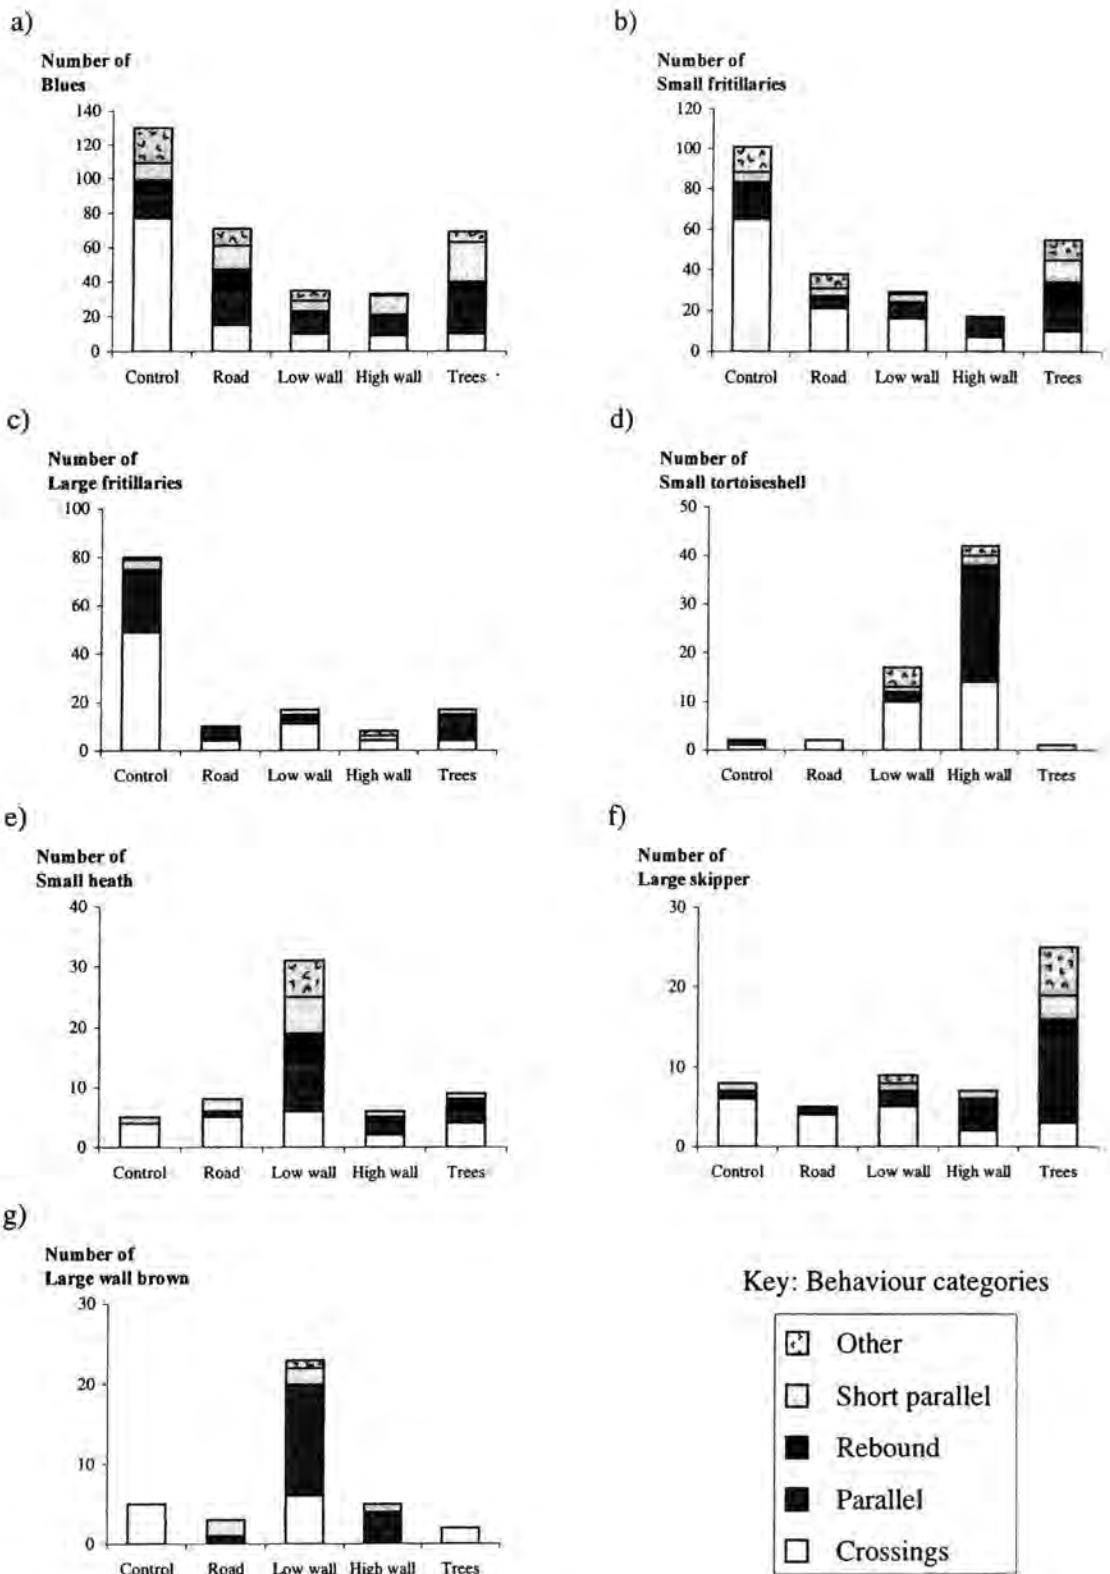 a)
Number of
Blues
140
120
100
80
60
40
20
0
Control Road Low wall High wall Trees
b)
Number of
Small fritillaries
120
100
80
60
40
20
0
Control Road Low wall High wall Trees
c)
Number of
Large fritillaries
100
80
60
40
20
0
Control Road Low wall High wall Trees
d)
Number of
Small tortoiseshell
50
40
30
20
10
0
Control Road Low wall High wall Trees
e)
Number of
Small heath
40
30
20
10
0
Control Road Low wall High wall Trees
f)
Number of
Large skipper
30
20
10
0
Control Road Low wall High wall Trees
g)
Number of
Large wall brown
30
20
10
0
Control Road Low wall High wall Trees
Key: Behaviour categories
Other
Short parallel
Rebound
Parallel
Crossings